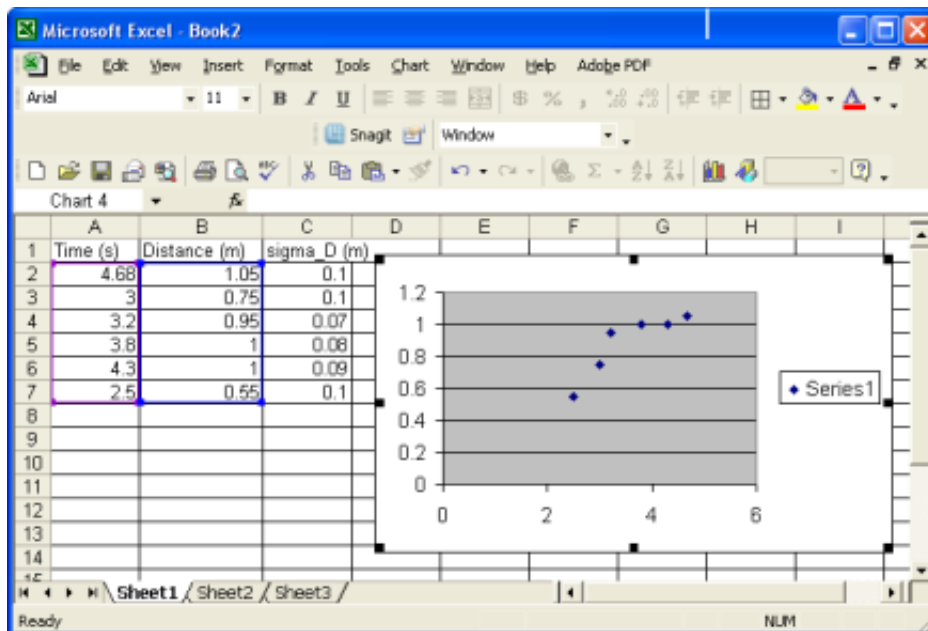 Microsoft Excel - Book2
File Edit View Insert Format Tools Chart Window Help Adobe PDF
Arial 11 B I U $ % ,
Snagit Window
Chart 4 fx
A B C D E F G H I
1 Time (s) Distance (m) sigma_D (m)
2 4.68 1.05 0.1
3 3 0.75 0.1
4 3.2 0.95 0.07
5 3.8 1 0.08
6 4.3 1 0.09
7 2.5 0.55 0.1
8
9
10
11
12
13
14
15
1.2
1
0.8
0.6
0.4
0.2
0
0 2 4 6
Series1
Sheet1 Sheet2 Sheet3
Ready NUM